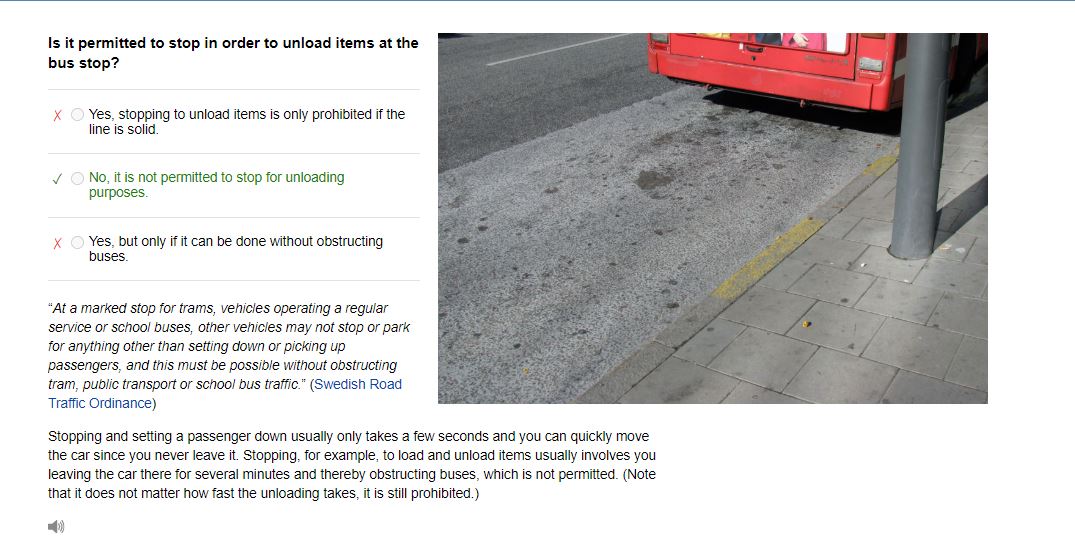 Is it permitted to stop in order to unload items at the
bus stop?
Yes, stopping to unload items is only prohibited if the
line is solid.
No, it is not permitted to stop for unloading
purposes.
Yes, but only if it can be done without obstructing
buses.
“At a marked stop for trams, vehicles operating a regular
service or school buses, other vehicles may not stop or park
for anything other than setting down or picking up
passengers, and this must be possible without obstructing
tram, public transport or school bus traffic.” (Swedish Road
Traffic Ordinance)
Stopping and setting a passenger down usually only takes a few seconds and you can quickly move
the car since you never leave it. Stopping, for example, to load and unload items usually involves you
leaving the car there for several minutes and thereby obstructing buses, which is not permitted. (Note
that it does not matter how fast the unloading takes, it is still prohibited.)